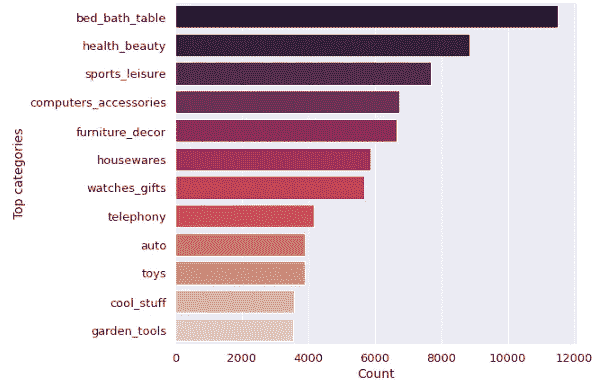 Top categories
bed_bath_table
health_beauty
sports_leisure
computers_accessories
furniture_decor
housewares
watches_gifts
telephony
auto
toys
cool_stuff
garden_tools
0 2000 4000 6000 8000 10000 12000
Count